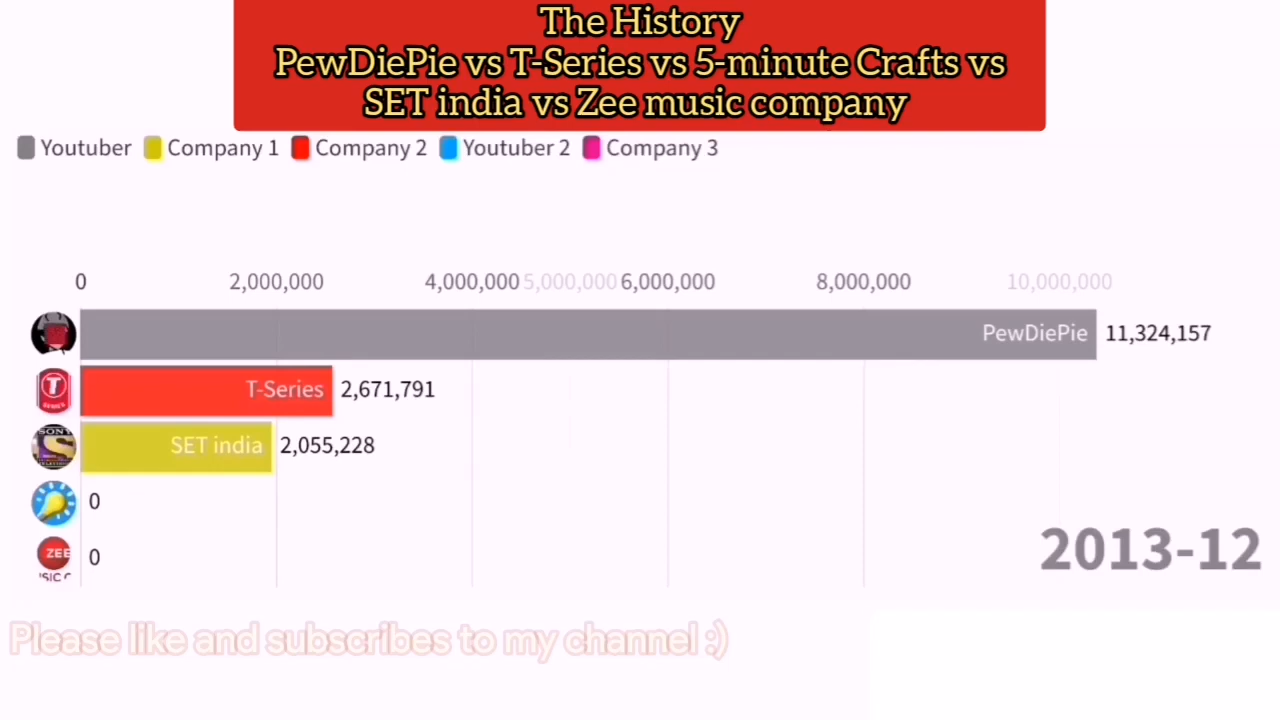 The History
PewDiePie vs T-Series vs 5-minute Crafts vs
SET india vs Zee music company
Youtuber Company 1 Company 2 Youtuber 2 Company 3
0 2,000,000 4,000,000 5,000,000 6,000,000 8,000,000 10,000,000
PewDiePie 11,324,157
T SERIES T-Series 2,671,791
SONY SET india 2,055,228
0
ZEE 0
2013-12
Please like and subscribes to my channel :)